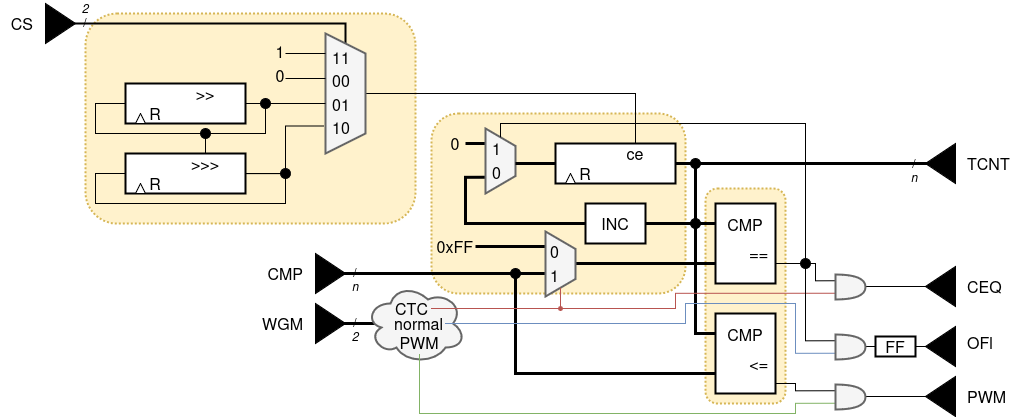 CS
2
1
11
0
00
01
10
>>
R
>>>
R
0
1
0
ce
R
TCNT
n
INC
CMP
==
0xFF
0
1
CMP
n
WGM
2
CTC
normal
PWM
CEQ
CMP
<=
FF
OFI
PWM